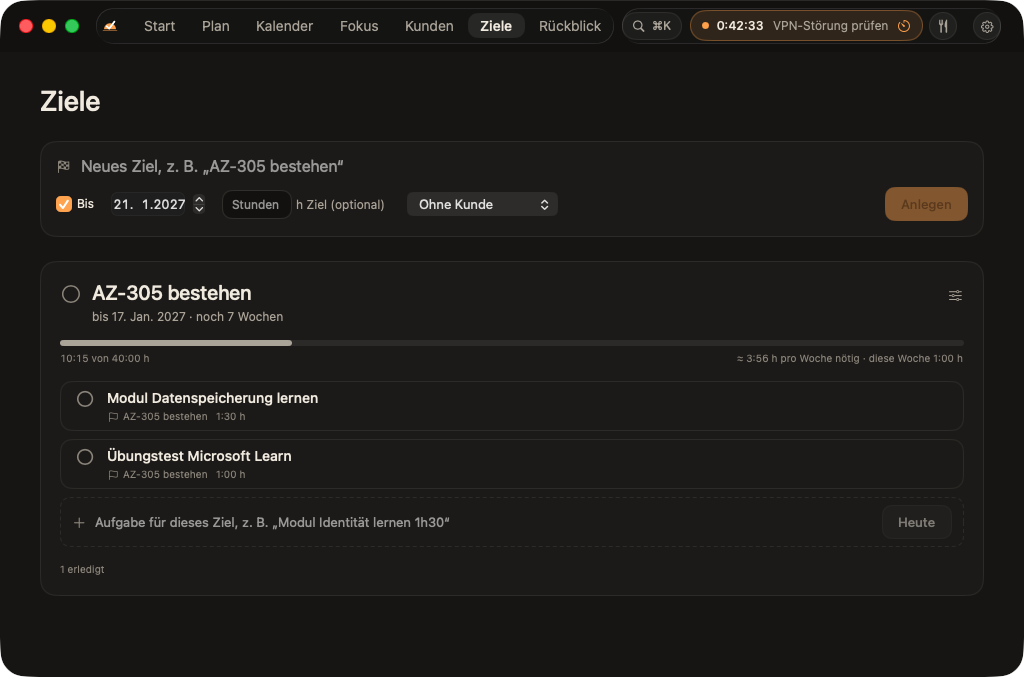 Start Plan Kalender Fokus Kunden Ziele Rückblick ⌘K 0:42:33 VPN-Störung prüfen
Ziele
Neues Ziel, z. B. „AZ-305 bestehen“
Bis 21. 1.2027 Stunden h Ziel (optional) Ohne Kunde Anlegen
AZ-305 bestehen
bis 17. Jan. 2027 · noch 7 Wochen
10:15 von 40:00 h ≈ 3:56 h pro Woche nötig · diese Woche 1:00 h
Modul Datenspeicherung lernen
AZ-305 bestehen 1:30 h
Übungstest Microsoft Learn
AZ-305 bestehen 1:00 h
+ Aufgabe für dieses Ziel, z. B. „Modul Identität lernen 1h30“ Heute
1 erledigt